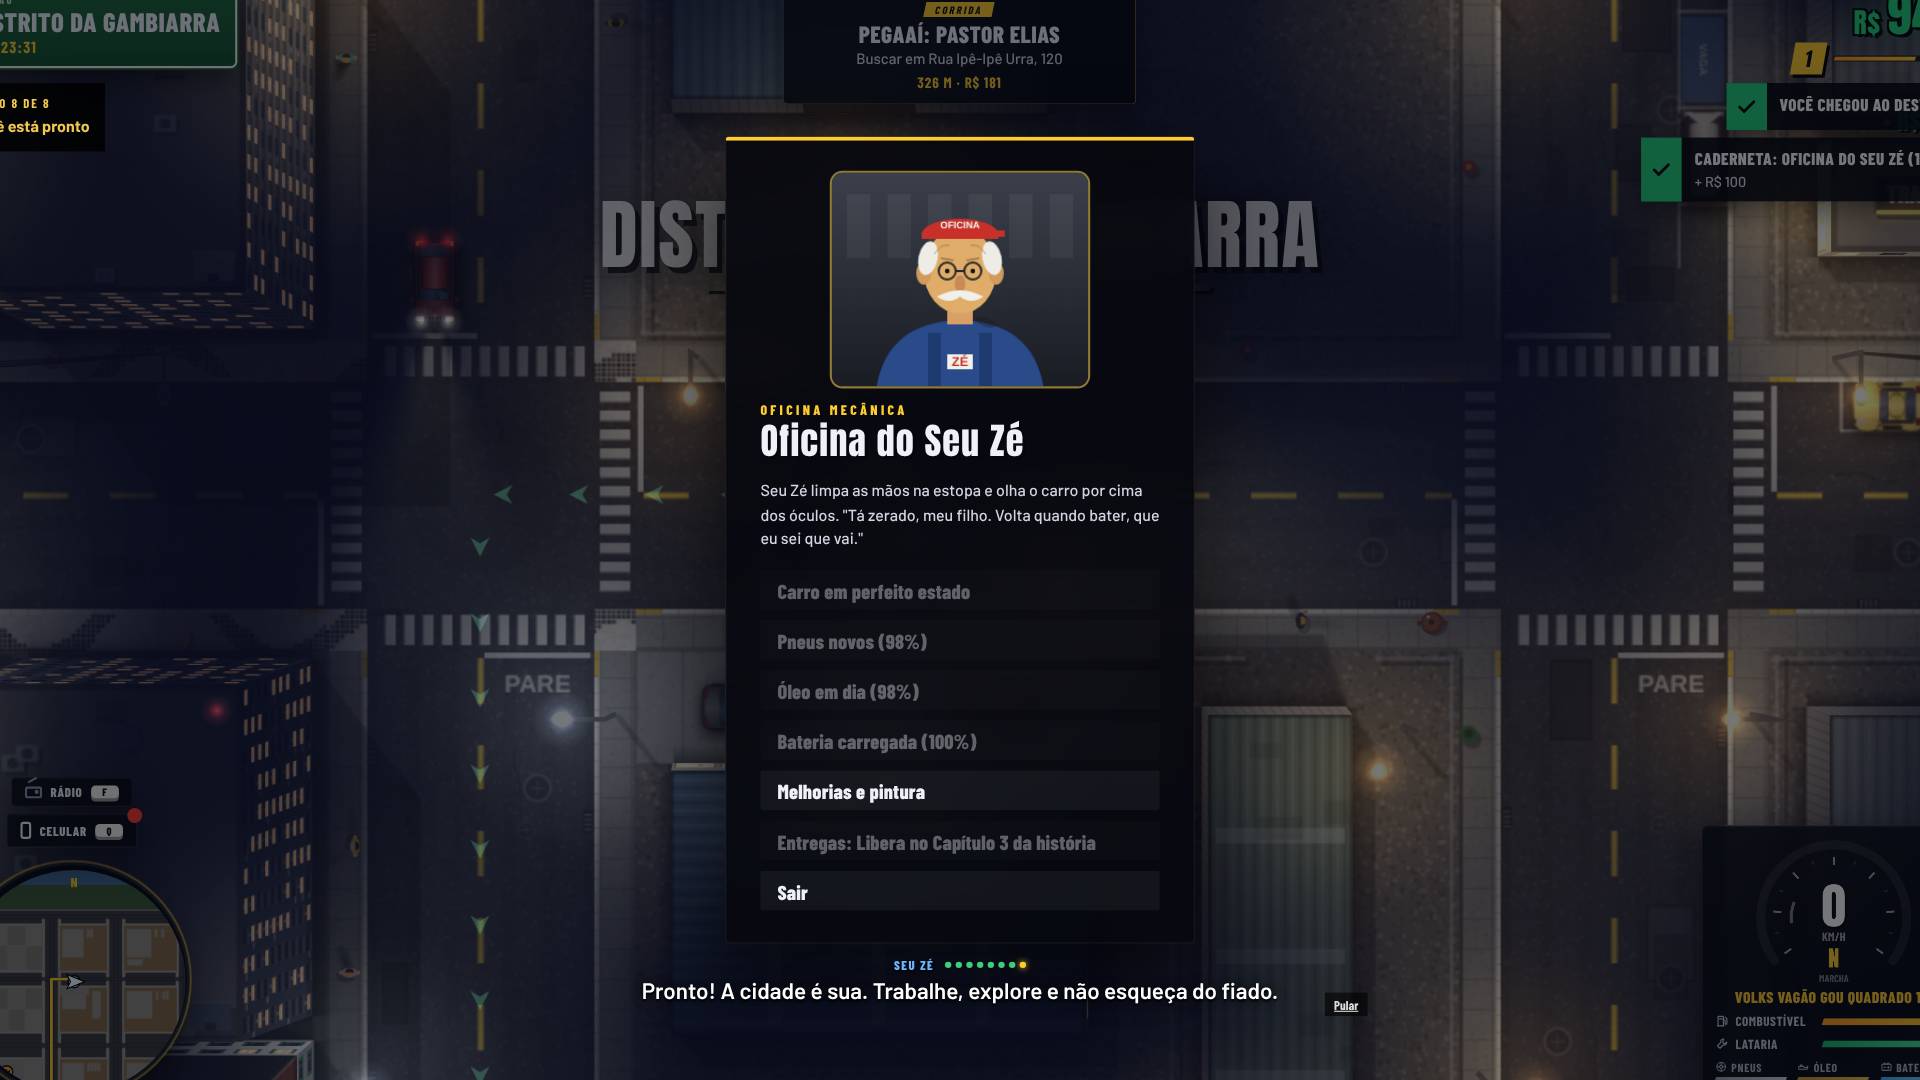 STRITO DA GAMBIARRA
23:31
O 8 DE 8
ê está pronto
CORRIDA
PEGAAÍ: PASTOR ELIAS
Buscar em Rua Ipê-Ipê Urra, 120
326 M · R$ 181
R$ 94
1
VAGA
VOCÊ CHEGOU AO DES
CADERNETA: OFICINA DO SEU ZÉ (1
+ R$ 100
DIST
ARRA
OFICINA
ZÉ
OFICINA MECÂNICA
Oficina do Seu Zé
Seu Zé limpa as mãos na estopa e olha o carro por cima
dos óculos. "Tá zerado, meu filho. Volta quando bater, que
eu sei que vai."
Carro em perfeito estado
Pneus novos (98%)
Óleo em dia (98%)
Bateria carregada (100%)
Melhorias e pintura
Entregas: Libera no Capítulo 3 da história
Sair
PARE
PARE
RÁDIO F
CELULAR Q
N
SEU ZÉ
Pronto! A cidade é sua. Trabalhe, explore e não esqueça do fiado.
Pular
0
KM/H
N
MARCHA
VOLKS VAGÃO GOU QUADRADO 1
COMBUSTÍVEL
LATARIA
PNEUS ÓLEO BATE